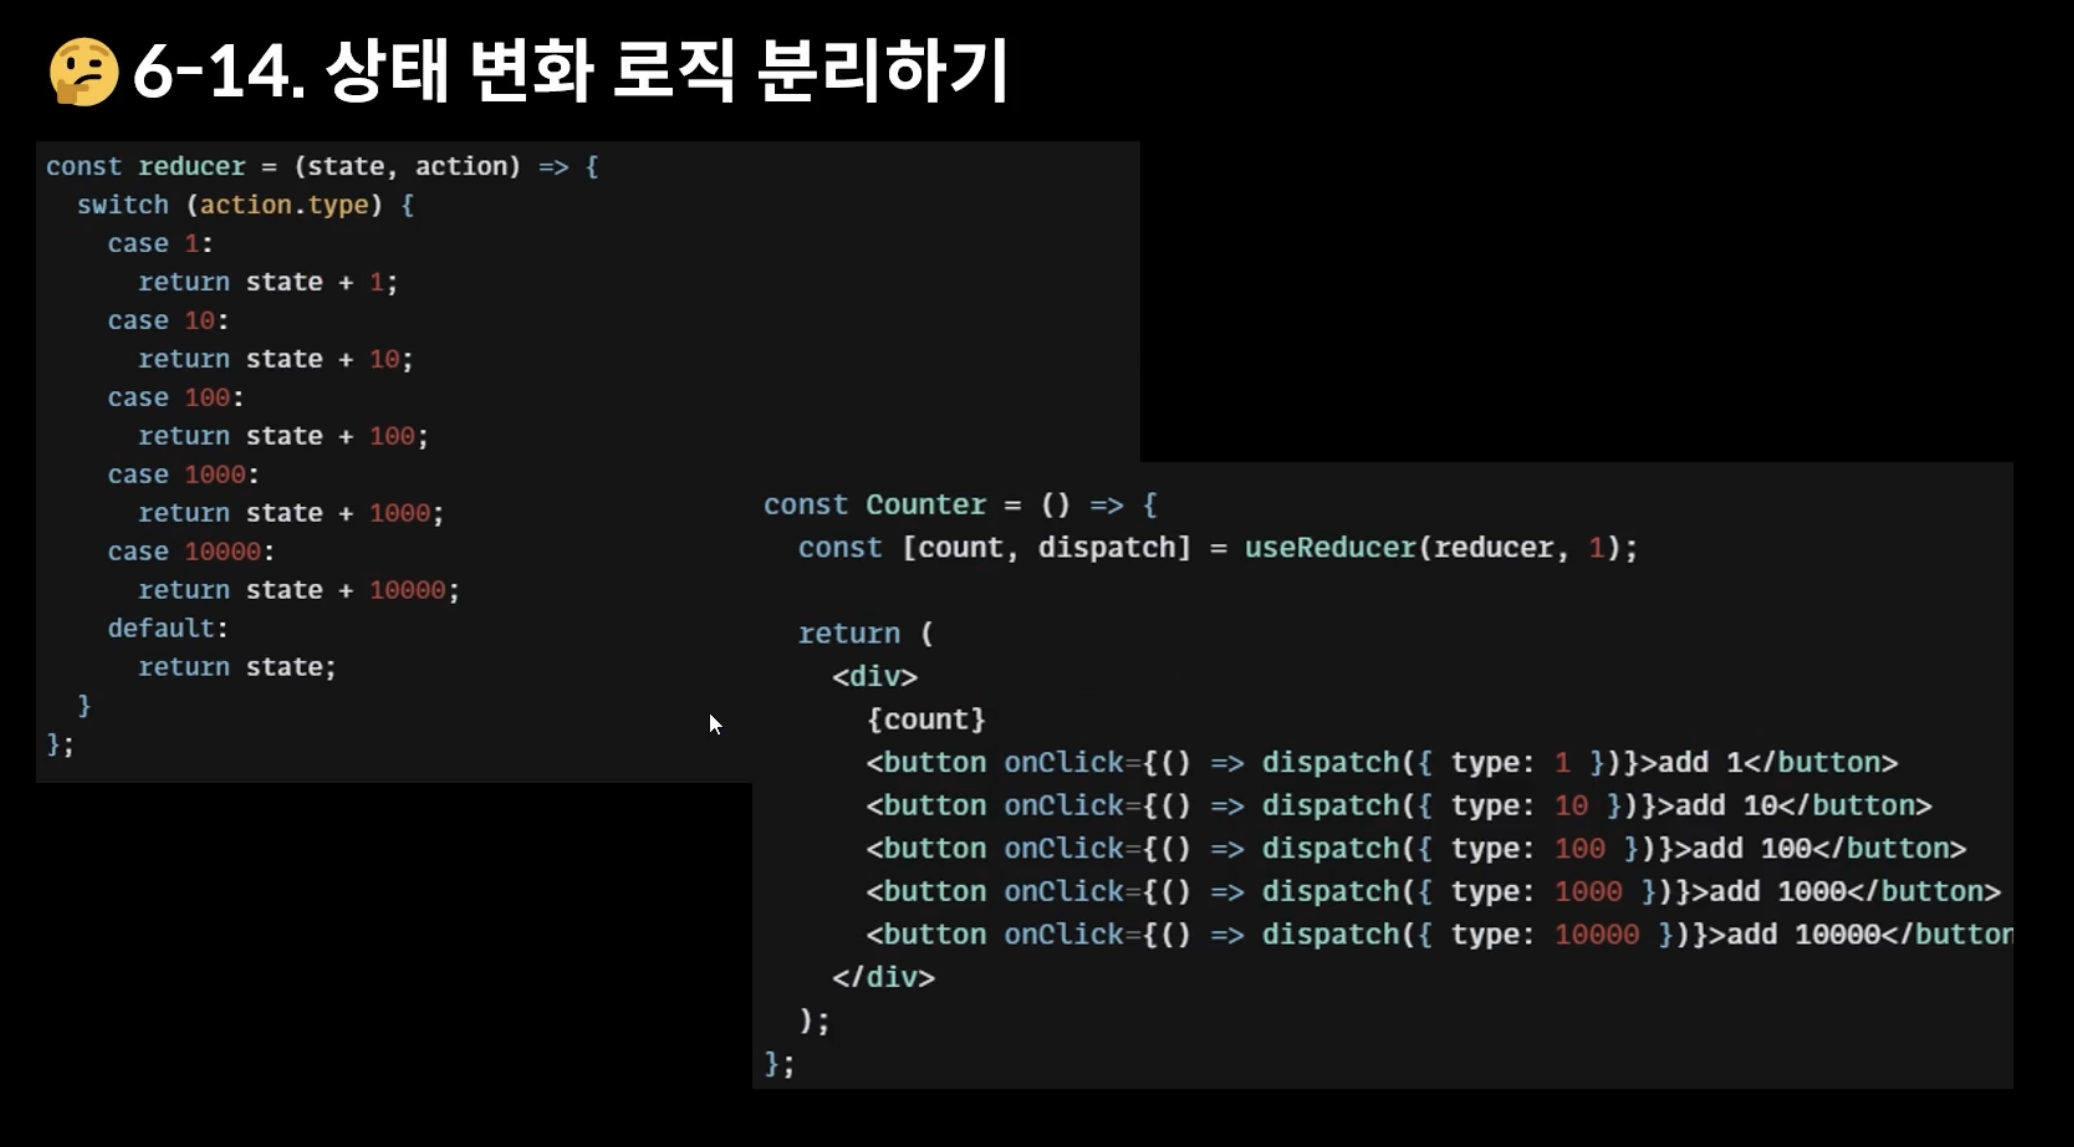 🤔 6-14. 상태 변화 로직 분리하기
const reducer = (state, action) => {
  switch (action.type) {
    case 1:
      return state + 1;
    case 10:
      return state + 10;
    case 100:
      return state + 100;
    case 1000:
      return state + 1000;
    case 10000:
      return state + 10000;
    default:
      return state;
  }
};
const Counter = () => {
  const [count, dispatch] = useReducer(reducer, 1);
  return (
    <div>
      {count}
      <button onClick={() => dispatch({ type: 1 })}>add 1</button>
      <button onClick={() => dispatch({ type: 10 })}>add 10</button>
      <button onClick={() => dispatch({ type: 100 })}>add 100</button>
      <button onClick={() => dispatch({ type: 1000 })}>add 1000</button>
      <button onClick={() => dispatch({ type: 10000 })}>add 10000</button
    </div>
  );
};